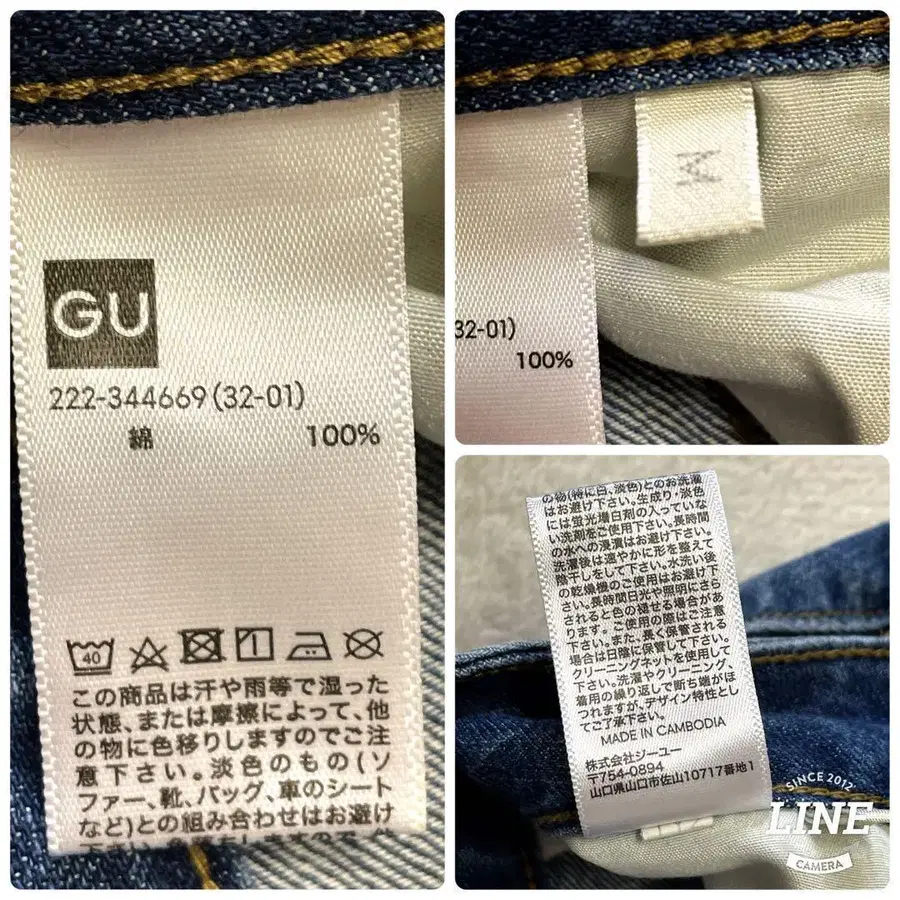 GU
222-344669(32-01)
綿 100%
40
この商品は汗や雨等で湿った
状態、または摩擦によって、他
の物に色移りしますのでご注
意下さい。淡色のもの(ソ
ファー、靴、バッグ、車のシート
など)との組み合わせはお避け
M
32-01)
100%
の物(特に白、淡色)とのお洗濯
はお避け下さい。生成り・淡色
には蛍光増白剤の入っていな
い洗剤をご使用下さい。長時間
の水への浸漬はお避け下さい。
洗濯後は速やかに形を整えて
陰干しをして下さい。水洗い後
の乾燥機のご使用はお避け下
さい。長時間日光や照明にさら
されると色の褪せる場合があ
ります。ご使用の際はご注意
下さい。また、長く保管される
場合は日陰に保管して下さい。
クリーニングネットを使用して
下さい。洗濯やクリーニング、
着用の繰り返しで断ち端がほ
つれますが、デザイン特性とし
てご了承下さい。
MADE IN CAMBODIA
株式会社ジーユー
〒754-0894
山口県山口市佐山10717番地1
SINCE 2012
LINE
CAMERA